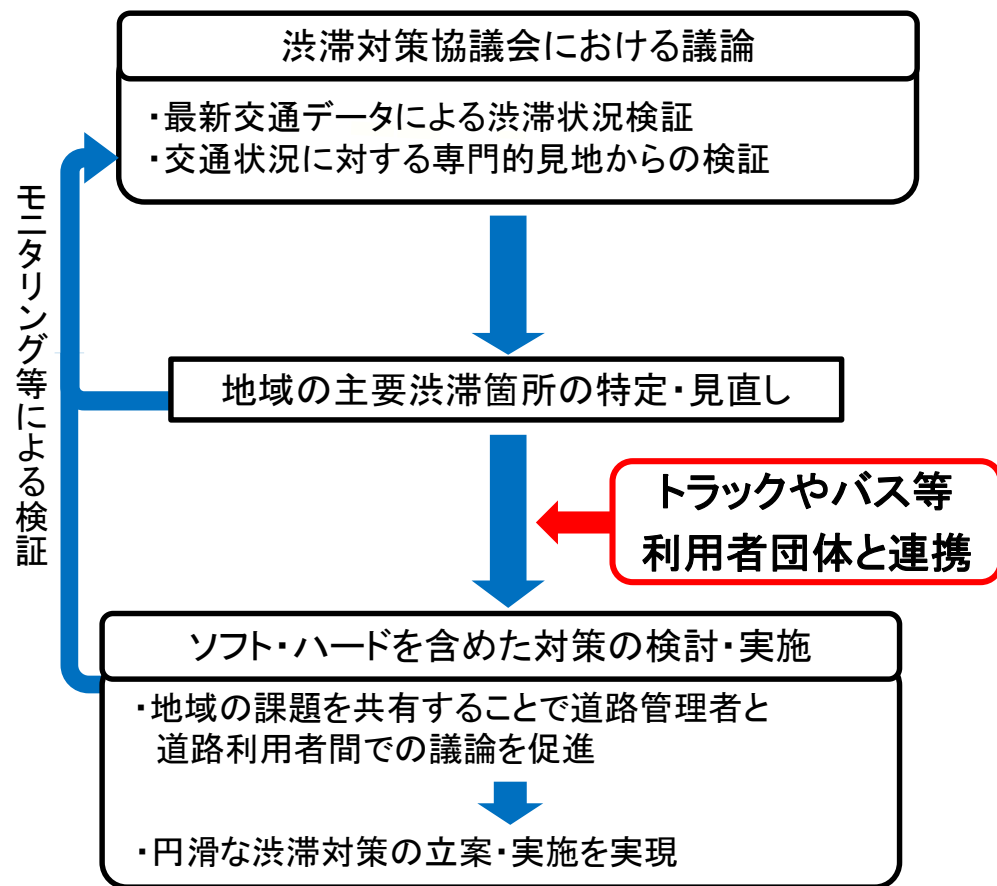 渋滞対策協議会における議論
・最新交通データによる渋滞状況検証
・交通状況に対する専門的見地からの検証
モニタリング等による検証
地域の主要渋滞箇所の特定・見直し
トラックやバス等
利用者団体と連携
ソフト・ハードを含めた対策の検討・実施
・地域の課題を共有することで道路管理者と
道路利用者間での議論を促進
・円滑な渋滞対策の立案・実施を実現